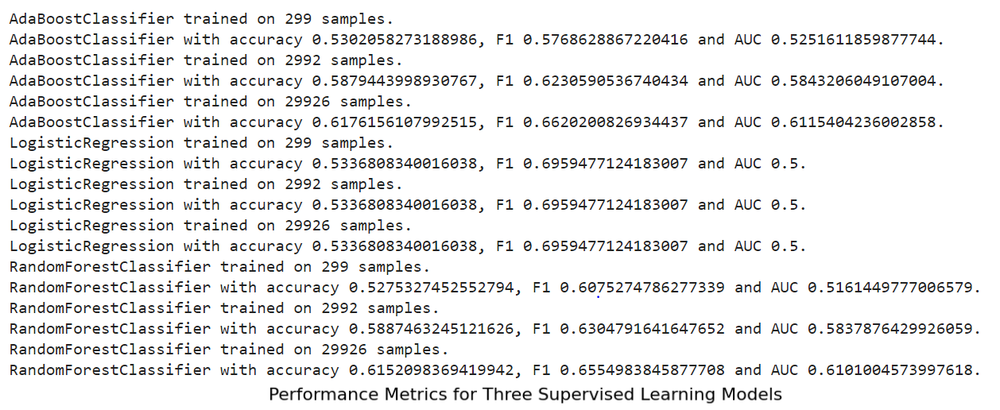 AdaBoostClassifier trained on 299 samples.
AdaBoostClassifier with accuracy 0.5302058273188986, F1 0.5768628867220416 and AUC 0.5251611859877744.
AdaBoostClassifier trained on 2992 samples.
AdaBoostClassifier with accuracy 0.5879443998930767, F1 0.6230590536740434 and AUC 0.5843206049107004.
AdaBoostClassifier trained on 29926 samples.
AdaBoostClassifier with accuracy 0.6176156107992515, F1 0.6620200826934437 and AUC 0.6115404236002858.
LogisticRegression trained on 299 samples.
LogisticRegression with accuracy 0.5336808340016038, F1 0.6959477124183007 and AUC 0.5.
LogisticRegression trained on 2992 samples.
LogisticRegression with accuracy 0.5336808340016038, F1 0.6959477124183007 and AUC 0.5.
LogisticRegression trained on 29926 samples.
LogisticRegression with accuracy 0.5336808340016038, F1 0.6959477124183007 and AUC 0.5.
RandomForestClassifier trained on 299 samples.
RandomForestClassifier with accuracy 0.5275327452552794, F1 0.6075274786277339 and AUC 0.5161449777006579.
RandomForestClassifier trained on 2992 samples.
RandomForestClassifier with accuracy 0.5887463245121626, F1 0.6304791641647652 and AUC 0.5837876429926059.
RandomForestClassifier trained on 29926 samples.
RandomForestClassifier with accuracy 0.6152098369419942, F1 0.6554983845877708 and AUC 0.6101004573997618.
Performance Metrics for Three Supervised Learning Models